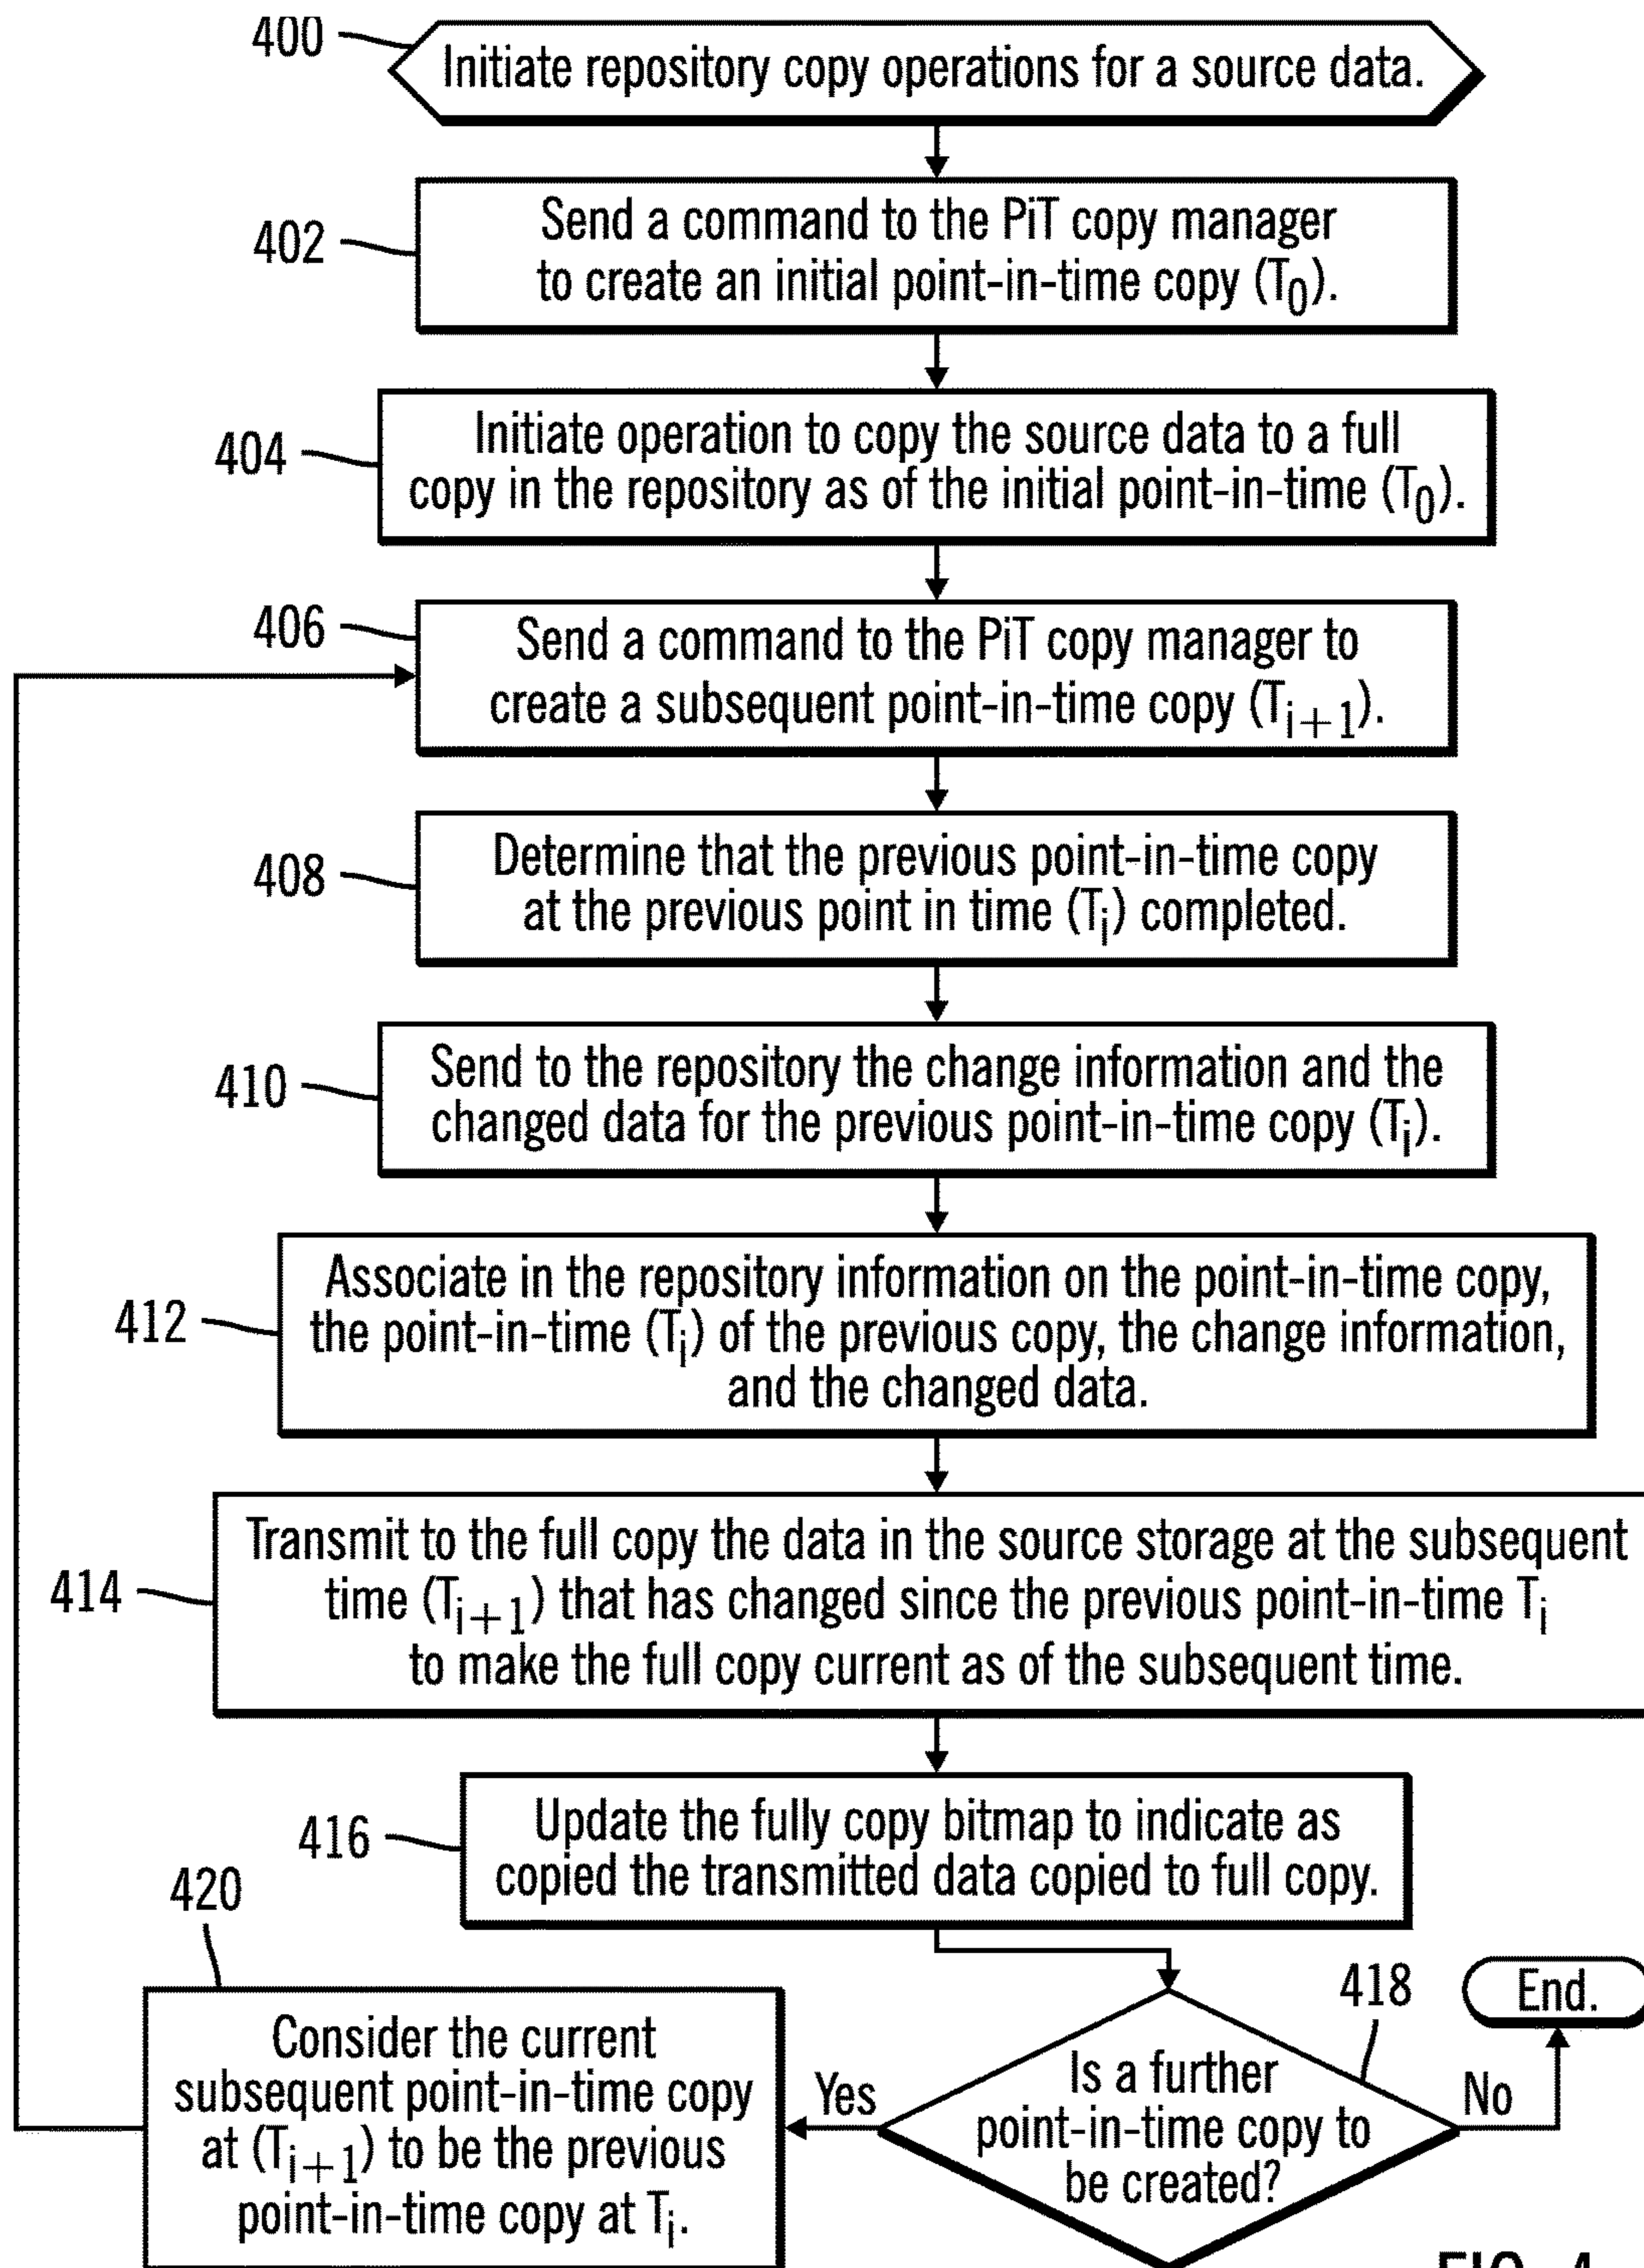 400
Initiate repository copy operations for a source data.
402
Send a command to the PiT copy manager
to create an initial point-in-time copy (T0).
404
Initiate operation to copy the source data to a full
copy in the repository as of the initial point-in-time (T0).
406
Send a command to the PiT copy manager to
create a subsequent point-in-time copy (Ti+1).
408
Determine that the previous point-in-time copy
at the previous point in time (Ti) completed.
410
Send to the repository the change information and the
changed data for the previous point-in-time copy (Ti).
412
Associate in the repository information on the point-in-time copy,
the point-in-time (Ti) of the previous copy, the change information,
and the changed data.
414
Transmit to the full copy the data in the source storage at the subsequent
time (Ti+1) that has changed since the previous point-in-time Ti
to make the full copy current as of the subsequent time.
416
Update the fully copy bitmap to indicate as
copied the transmitted data copied to full copy.
420
Consider the current
subsequent point-in-time copy
at (Ti+1) to be the previous
point-in-time copy at Ti.
Yes
418
Is a further
point-in-time copy to
be created?
No
End.